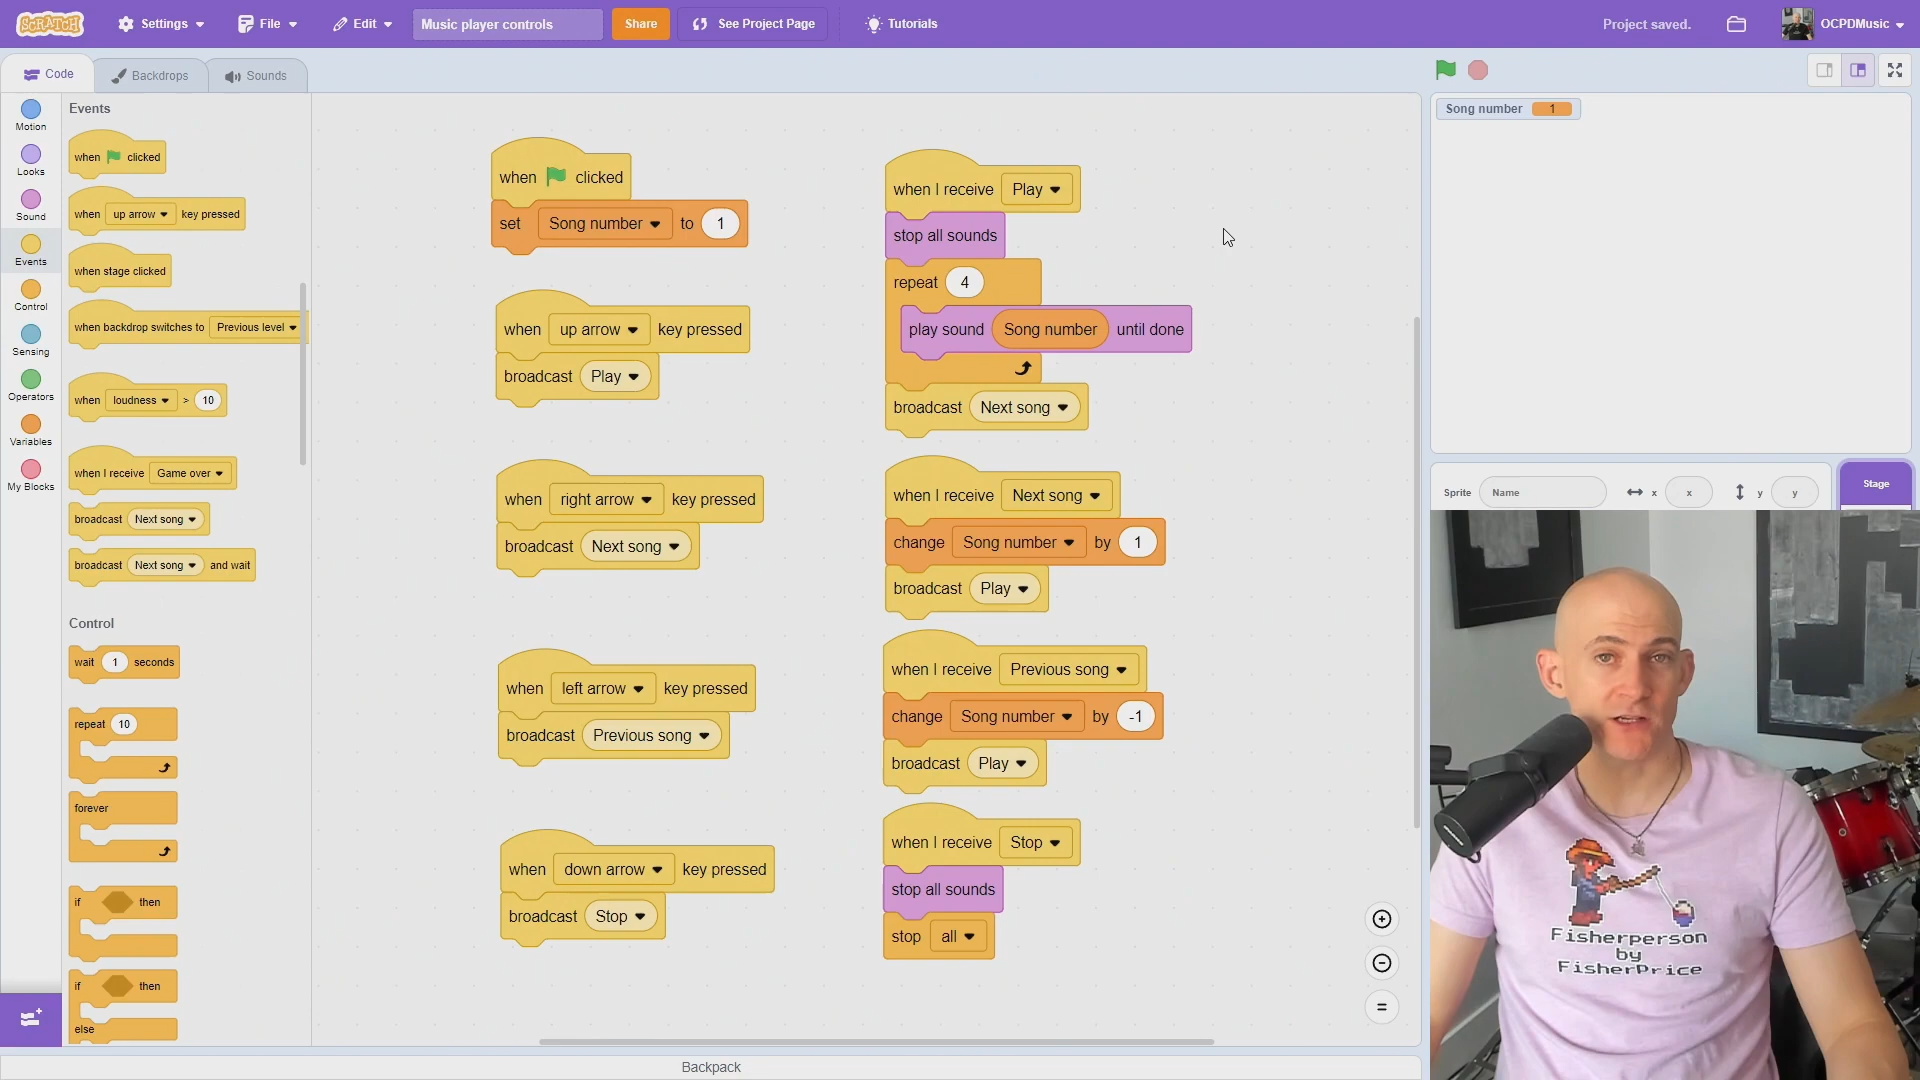 SCRATCH
Settings
File
Edit
Music player controls
Share
See Project Page
Tutorials
Project saved.
OCPDMusic
Code
Backdrops
Sounds
Motion
Looks
Sound
Events
Control
Sensing
Operators
Variables
My Blocks
Events
when clicked
when up arrow key pressed
when stage clicked
when backdrop switches to Previous level
when loudness > 10
when I receive Game over
broadcast Next song
broadcast Next song and wait
Control
wait 1 seconds
repeat 10
forever
if then
if then
else
when clicked
set Song number to 1
when up arrow key pressed
broadcast Play
when right arrow key pressed
broadcast Next song
when left arrow key pressed
broadcast Previous song
when down arrow key pressed
broadcast Stop
when I receive Play
stop all sounds
repeat 4
play sound Song number until done
broadcast Next song
when I receive Next song
change Song number by 1
broadcast Play
when I receive Previous song
change Song number by -1
broadcast Play
when I receive Stop
stop all sounds
stop all
Backpack
Song number 1
Sprite Name x x y y
Stage
Fisherperson
by
FisherPrice